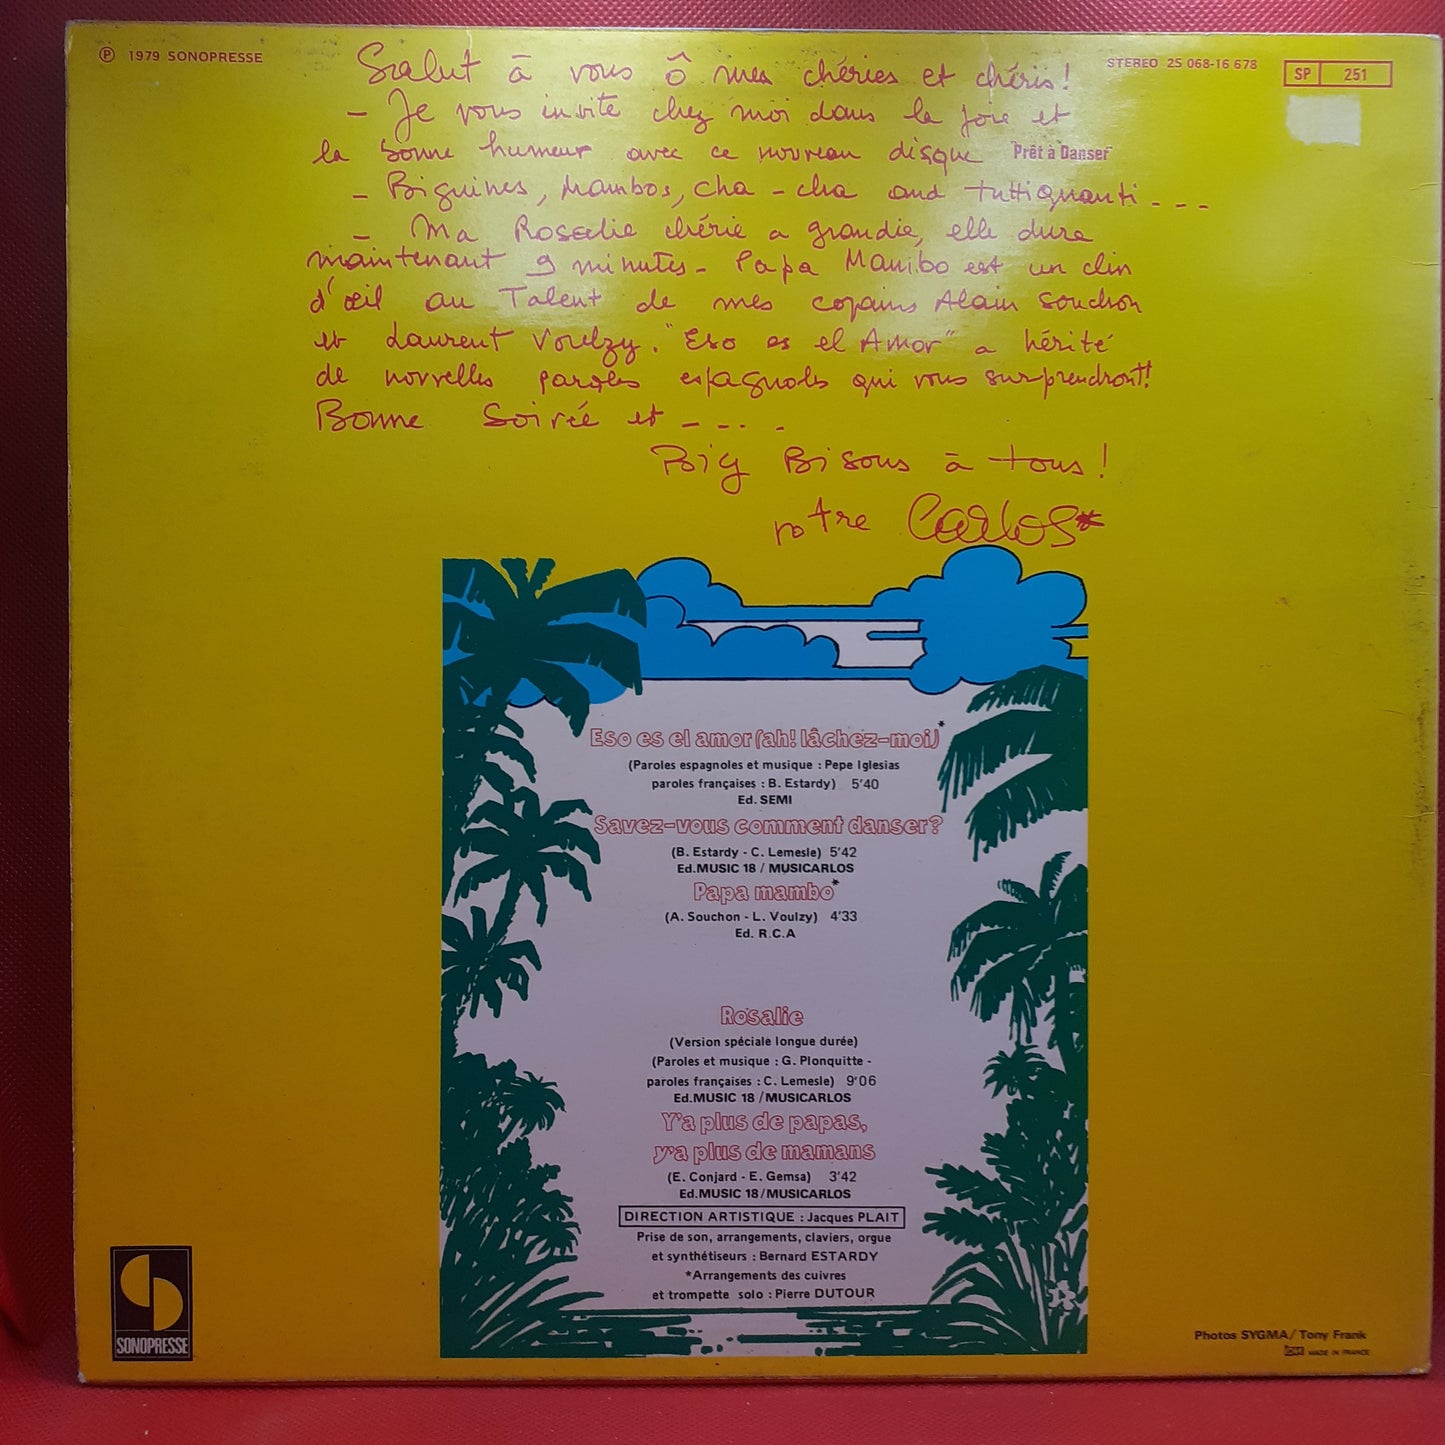 Ⓟ 1979 SONOPRESSE
STEREO 25 068-16 678
SP 251
Salut à vous ô mes chéries et chéris!
- Je vous invite chez moi dans la joie et
la bonne humeur avec ce nouveau disque "Prêt à Danser"
- Biguines, Mambos, cha-cha and tuttiquanti ---
- Ma Rosalie chérie a grandie, elle dure
maintenant 9 minutes - Papa Mambo est un clin
d'œil au Talent de mes copains Alain Souchon
et Laurent Voulzy. "Eso es el Amor" a hérité
de nouvelles paroles espagnoles qui vous surprendront!
Bonne Soirée et ----
Big Bisous à tous!
votre Carlos*
Eso es el amor (ah! lâchez-moi)*
(Paroles espagnoles et musique : Pepe Iglesias
paroles françaises : B. Estardy) 5'40
Ed. SEMI
Savez-vous comment danser?
(B. Estardy - C. Lemesle) 5'42
Ed.MUSIC 18 / MUSICARLOS
Papa mambo*
(A. Souchon - L. Voulzy) 4'33
Ed. R.C.A
Rosalie
(Version spéciale longue durée)
(Paroles et musique : G. Plonquitte -
paroles françaises : C. Lemesle) 9'06
Ed.MUSIC 18 /MUSICARLOS
Y'a plus de papas,
y'a plus de mamans
(E. Conjard - E. Gemsa) 3'42
Ed.MUSIC 18/MUSICARLOS
DIRECTION ARTISTIQUE : Jacques PLAIT
Prise de son, arrangements, claviers, orgue
et synthétiseurs : Bernard ESTARDY
*Arrangements des cuivres
et trompette solo : Pierre DUTOUR
SONOPRESSE
Photos SYGMA/ Tony Frank
MADE IN FRANCE